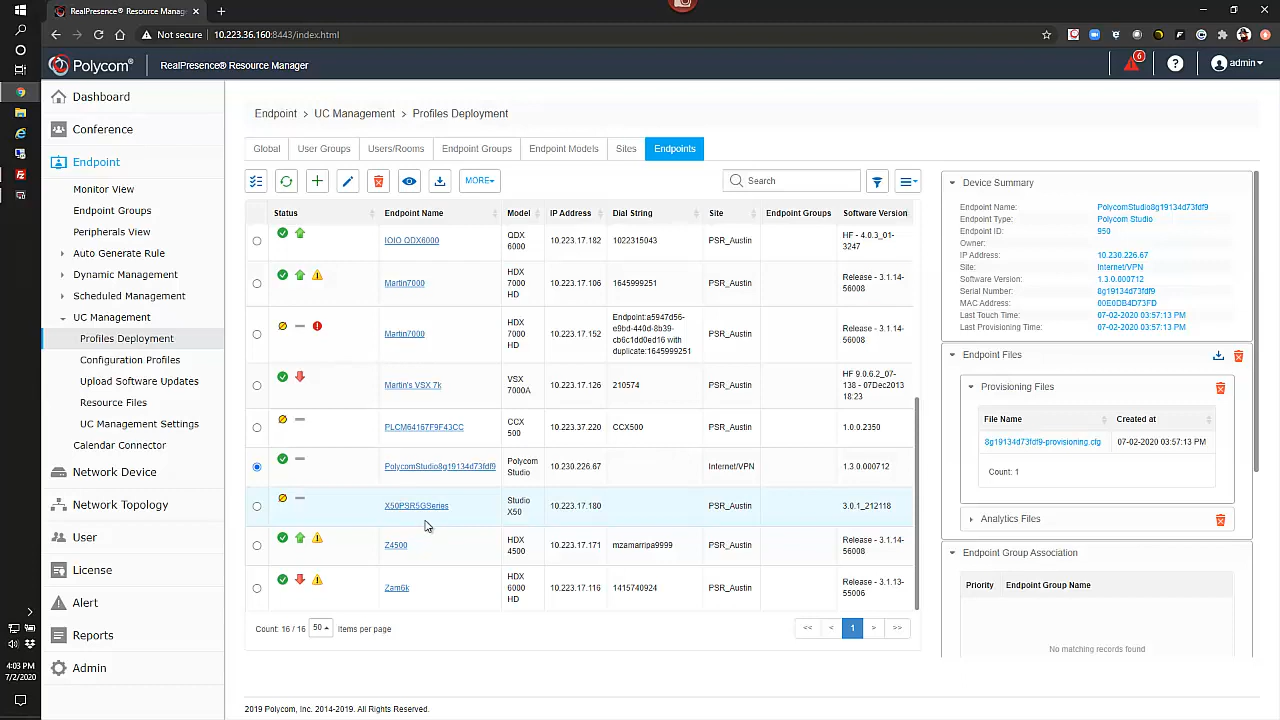 RealPresence® Resource Manag
Not secure
10.223.36.160:8443/index.html
Polycom®
RealPresence® Resource Manager
6
admin
Dashboard
Conference
Endpoint
Monitor View
Endpoint Groups
Peripherals View
Auto Generate Rule
Dynamic Management
Scheduled Management
UC Management
Profiles Deployment
Configuration Profiles
Upload Software Updates
Resource Files
UC Management Settings
Calendar Connector
Network Device
Network Topology
User
License
Alert
Reports
Admin
4:03 PM
7/2/2020
Endpoint > UC Management > Profiles Deployment
Global User Groups Users/Rooms Endpoint Groups Endpoint Models Sites Endpoints
MORE
Search
Status Endpoint Name Model IP Address Dial String Site Endpoint Groups Software Version
IOIO QDX6000 QDX 6000 10.223.17.182 1022315043 PSR_Austin HF - 4.0.3_01-3247
Martin7000 HDX 7000 HD 10.223.17.106 1645999251 PSR_Austin Release - 3.1.14-56008
Martin7000 HDX 7000 HD 10.223.17.152 Endpoint:a5947d56-e9bd-440d-8b39-cb6c1dd0ed16 with duplicate:1645999251 PSR_Austin Release - 3.1.14-56008
Martin's VSX 7k VSX 7000A 10.223.17.126 210574 PSR_Austin HF 9.0.6.2_07-138 - 07Dec2013 18:23
PLCM64167F9F43CC CCX 500 10.223.37.220 CCX500 PSR_Austin 1.0.0.2350
PolycomStudio8g19134d73fdf9 Polycom Studio 10.230.226.67 Internet/VPN 1.3.0.000712
X50PSR5GSeries Studio X50 10.223.17.180 PSR_Austin 3.0.1_212118
Z4500 HDX 4500 10.223.17.171 mzamarripa9999 PSR_Austin Release - 3.1.14-56008
Zam6k HDX 6000 HD 10.223.17.116 1415740924 PSR_Austin Release - 3.1.13-55006
Count: 16 / 16 50 items per page
<< < 1 > >>
Device Summary
Endpoint Name: PolycomStudio8g19134d73fdf9
Endpoint Type: Polycom Studio
Endpoint ID: 950
Owner:
IP Address: 10.230.226.67
Site: Internet/VPN
Software Version: 1.3.0.000712
Serial Number: 8g19134d73fdf9
MAC Address: 00E0DB4D73FD
Last Touch Time: 07-02-2020 03:57:13 PM
Last Provisioning Time: 07-02-2020 03:57:13 PM
Endpoint Files
Provisioning Files
File Name Created at
8g19134d73fdf9-provisioning.cfg 07-02-2020 03:57:13 PM
Count: 1
Analytics Files
Endpoint Group Association
Priority Endpoint Group Name
No matching records found
2019 Polycom, Inc. 2014-2019. All Rights Reserved.